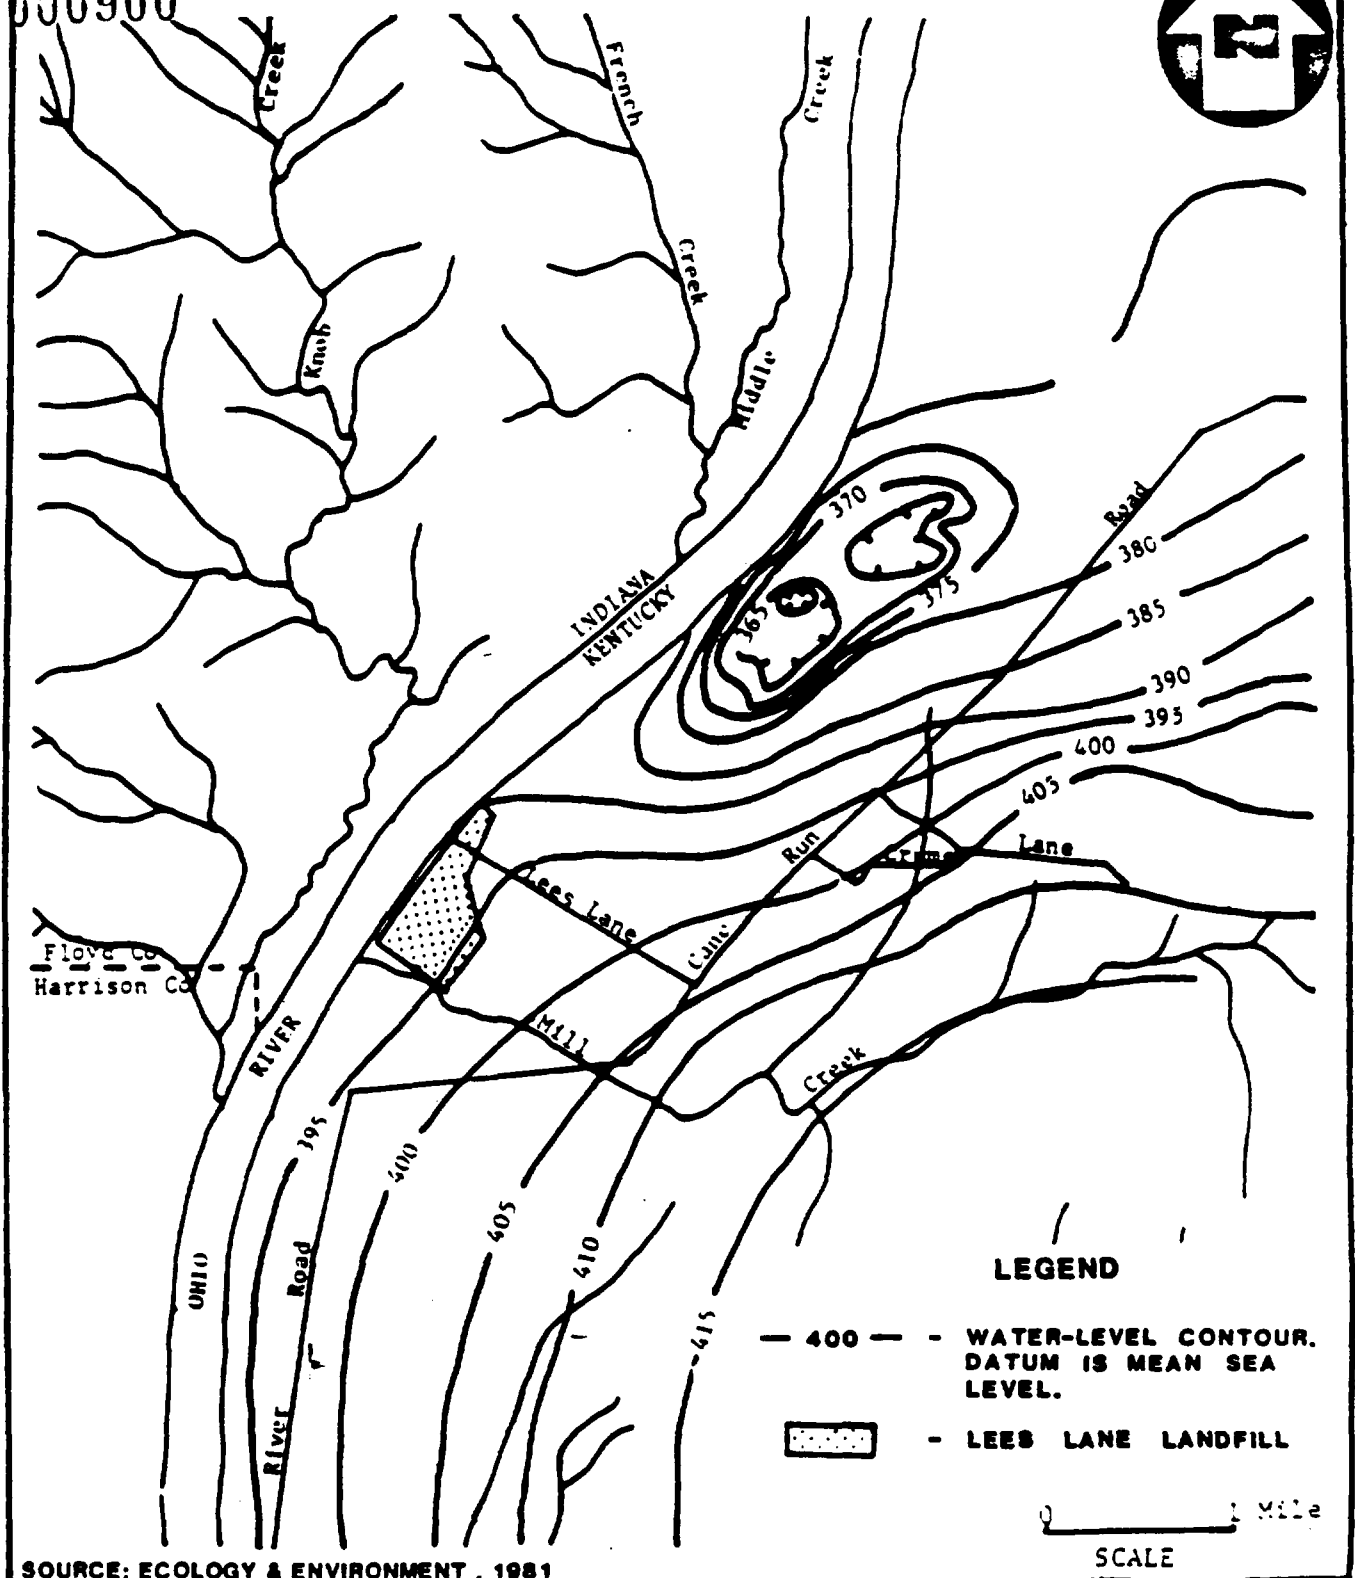 000900
Creek
French
Creek
N
Creek
Knob
Middle
370
Road
380
INDIANA
KENTUCKY
365
375
385
390
395
400
405
Run
Crums Lane
Lees Lane
Cane
Floyd Co
Harrison Co
RIVER
Mill
Creek
395
400
405
410
415
OHIO
Road
River
LEGEND
— 400 — - WATER-LEVEL CONTOUR.
DATUM IS MEAN SEA
LEVEL.
- LEES LANE LANDFILL
0 1 Mile
SCALE
SOURCE: ECOLOGY & ENVIRONMENT, 1981